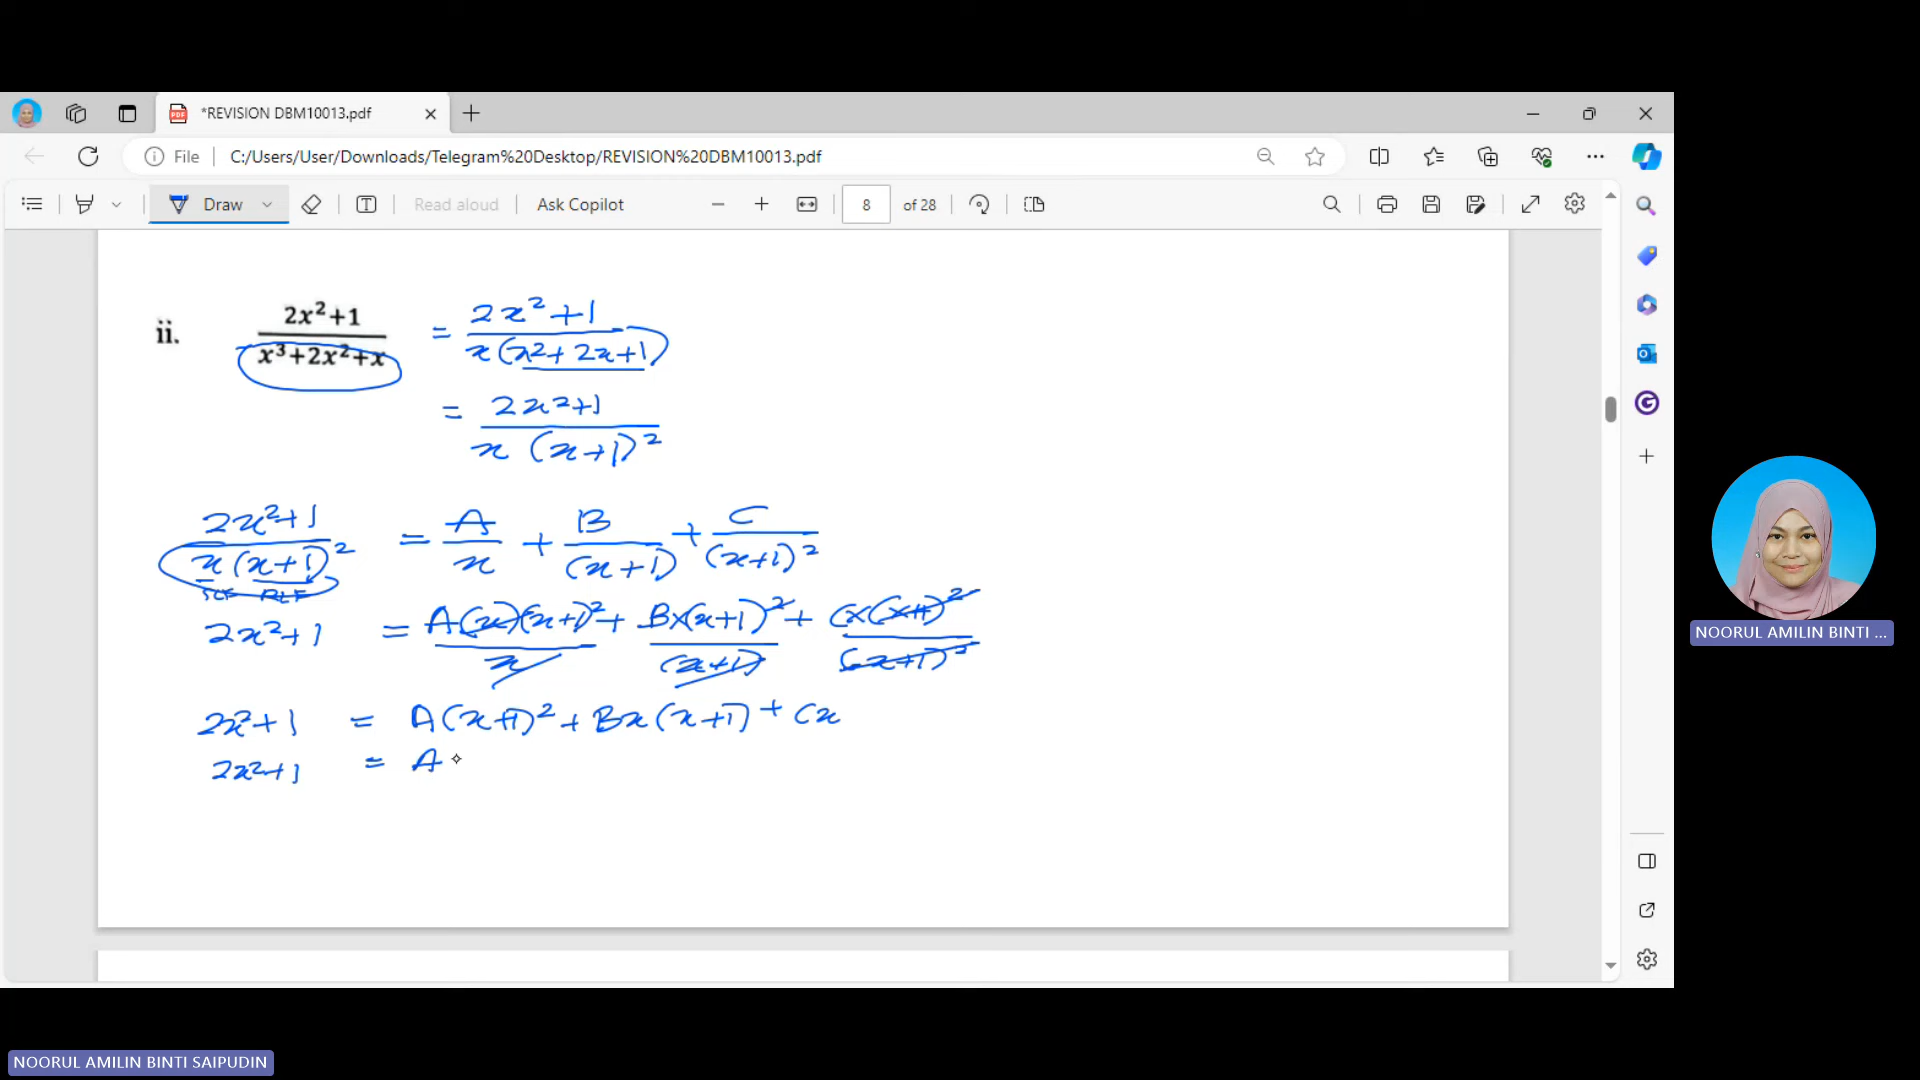 *REVISION DBM10013.pdf
File | C:/Users/User/Downloads/Telegram%20Desktop/REVISION%20DBM10013.pdf
Draw Read aloud Ask Copilot 8 of 28
ii. 2x²+1 / x³+2x²+x = 2x²+1 / x(x²+2x+1)
= 2x²+1 / x (x+1)²
2x²+1 / x(x+1)² = A/x + B/(x+1) + C/(x+1)²
2x²+1 = A(x)(x+1)²/x + Bx(x+1)²/(x+1) + Cx(x+1)²/(x+1)²
2x²+1 = A(x+1)² + Bx(x+1) + Cx
2x²+1 = A
NOORUL AMILIN BINTI ...
NOORUL AMILIN BINTI SAIPUDIN